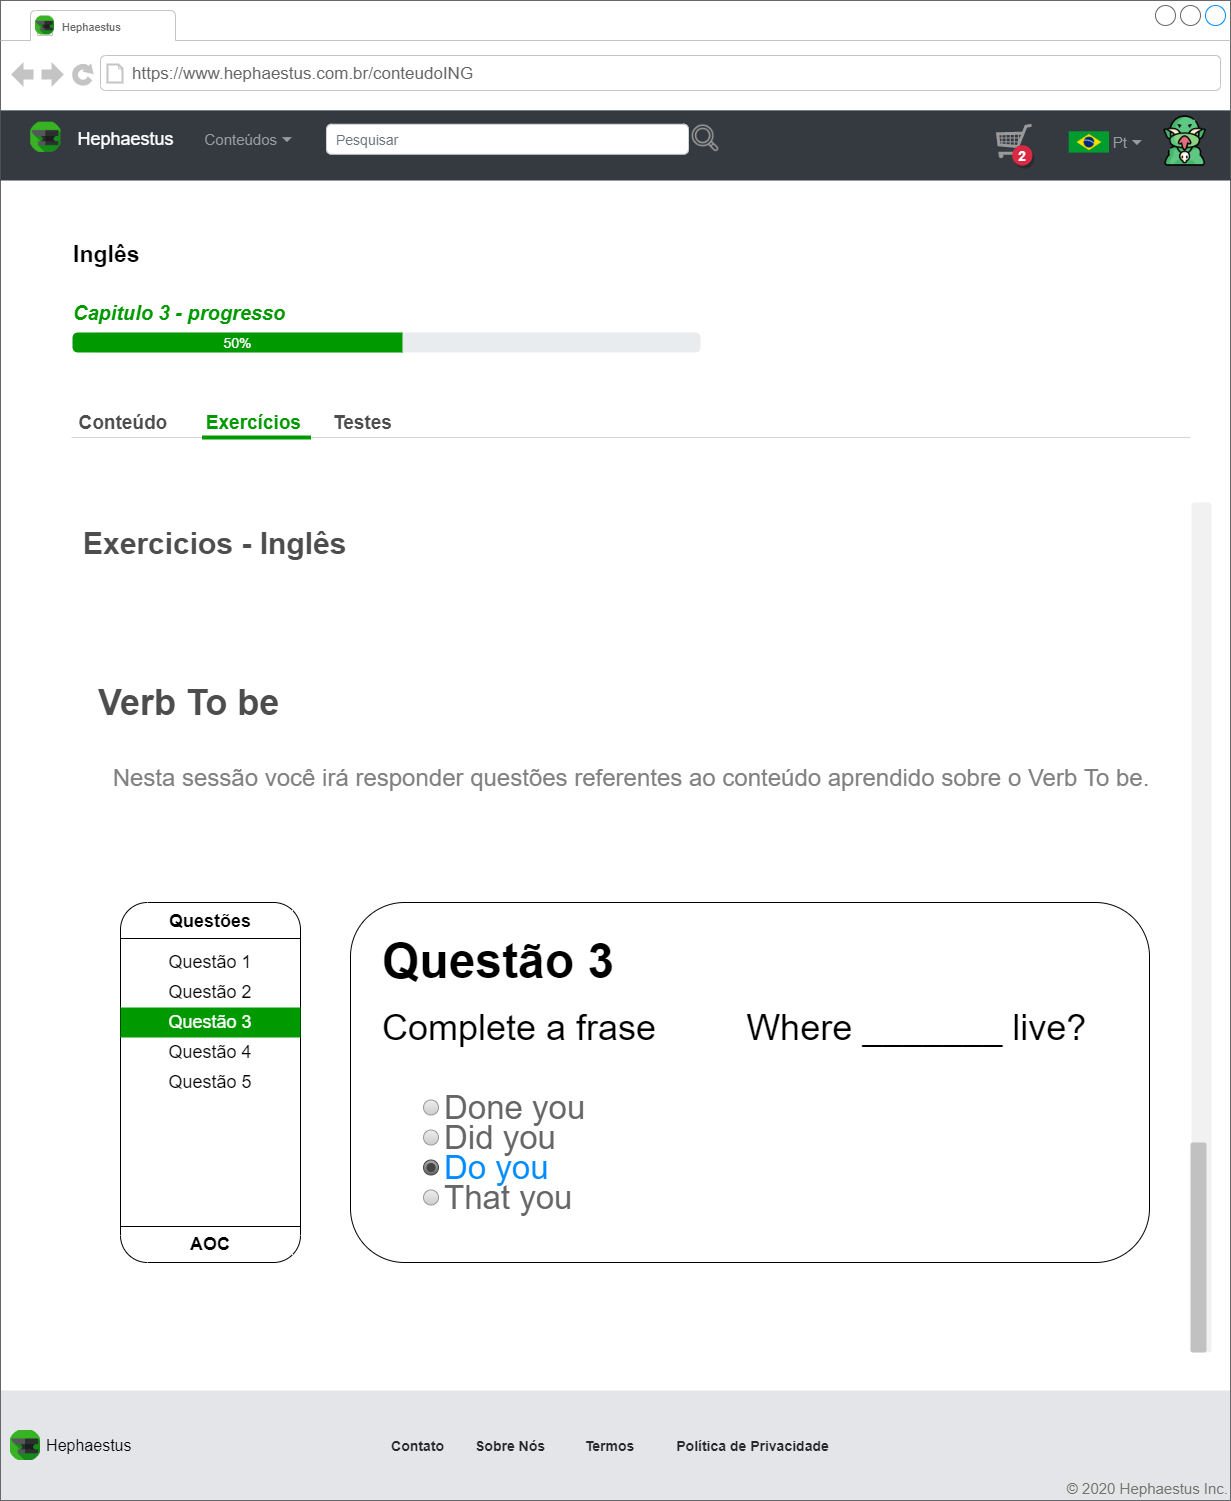 Hephaestus
https://www.hephaestus.com.br/conteudoING
Hephaestus Conteúdos Pesquisar 2 Pt
Inglês
Capitulo 3 - progresso
50%
Conteúdo Exercícios Testes
Exercicios - Inglês
Verb To be
Nesta sessão você irá responder questões referentes ao conteúdo aprendido sobre o Verb To be.
Questões
Questão 1
Questão 2
Questão 3
Questão 4
Questão 5
AOC
Questão 3
Complete a frase Where _______ live?
Done you
Did you
Do you
That you
Hephaestus Contato Sobre Nós Termos Política de Privacidade
© 2020 Hephaestus Inc.